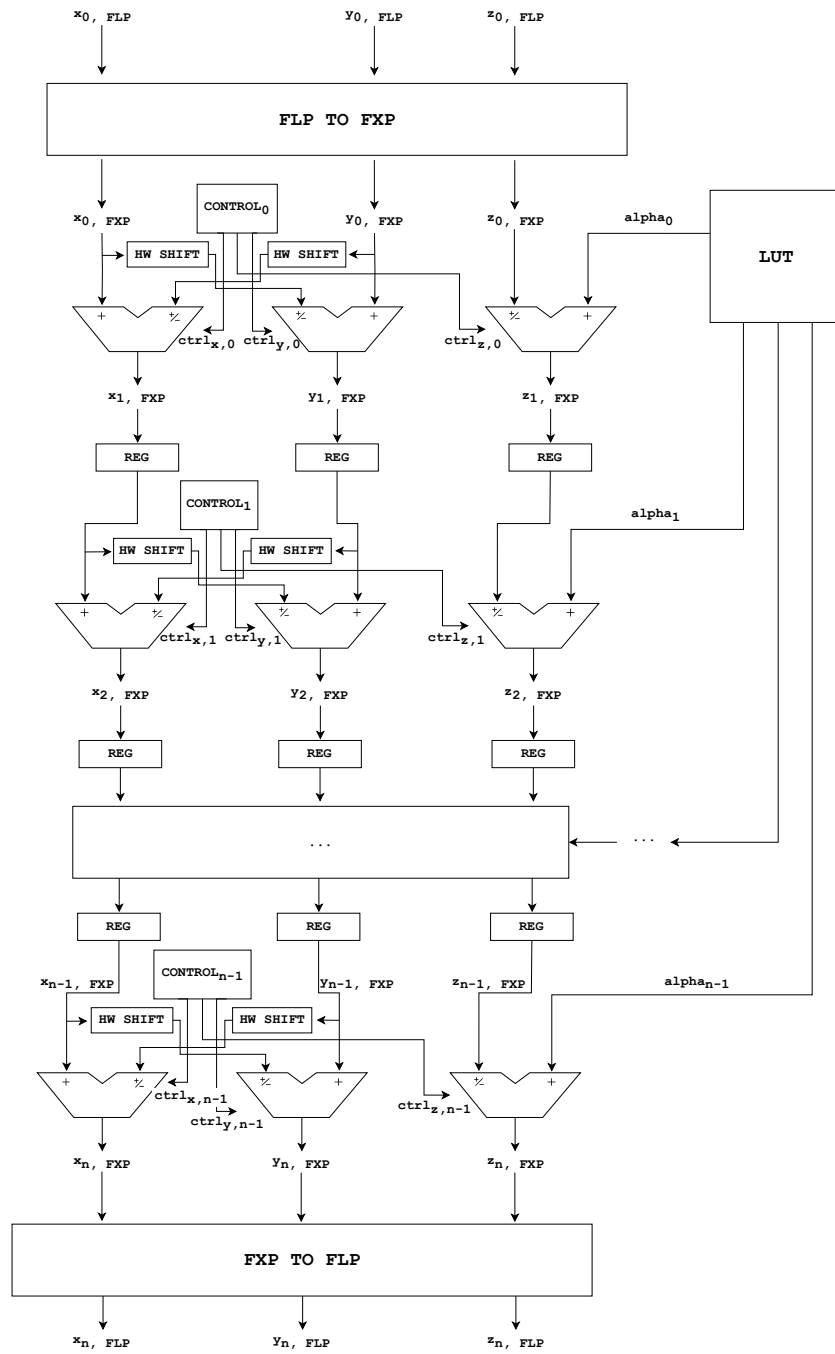 x0, FLP y0, FLP z0, FLP
FLP TO FXP
CONTROL0
x0, FXP y0, FXP z0, FXP alpha0
HW SHIFT HW SHIFT LUT
+ +/− +/− + +/− +
ctrlx,0 ctrly,0 ctrlz,0
x1, FXP y1, FXP z1, FXP
REG REG REG
CONTROL1 alpha1
HW SHIFT HW SHIFT
+ +/− +/− + +/− +
ctrlx,1 ctrly,1 ctrlz,1
x2, FXP y2, FXP z2, FXP
REG REG REG
... ...
REG REG REG
CONTROLn-1
xn-1, FXP yn-1, FXP zn-1, FXP alphan-1
HW SHIFT HW SHIFT
+ +/− +/− + +/− +
ctrlx,n-1 ctrly,n-1 ctrlz,n-1
xn, FXP yn, FXP zn, FXP
FXP TO FLP
xn, FLP yn, FLP zn, FLP